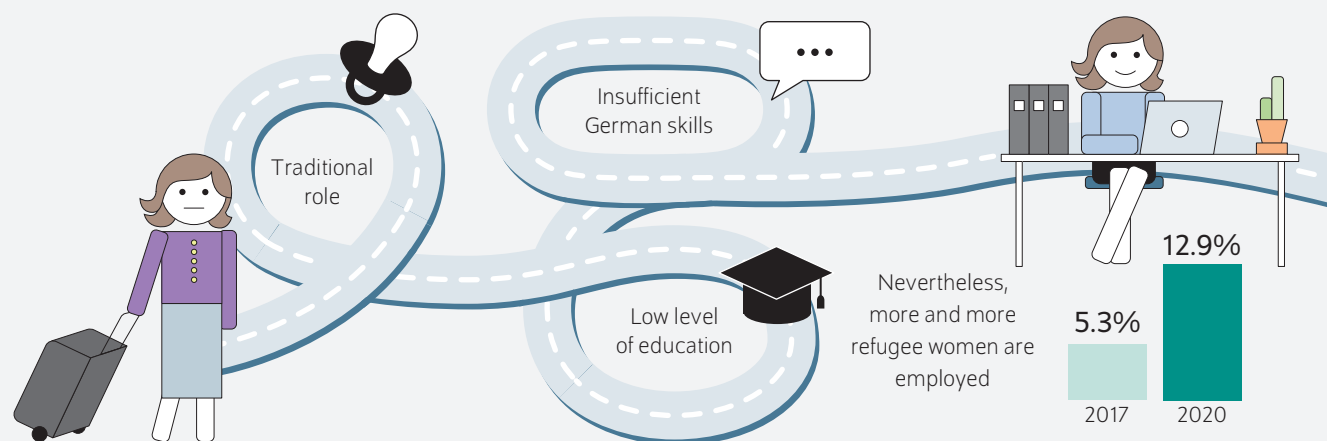 Traditional
role
Insufficient
German skills
•••
Low level
of education
Nevertheless,
more and more
refugee women are
employed
5.3%
12.9%
2017
2020